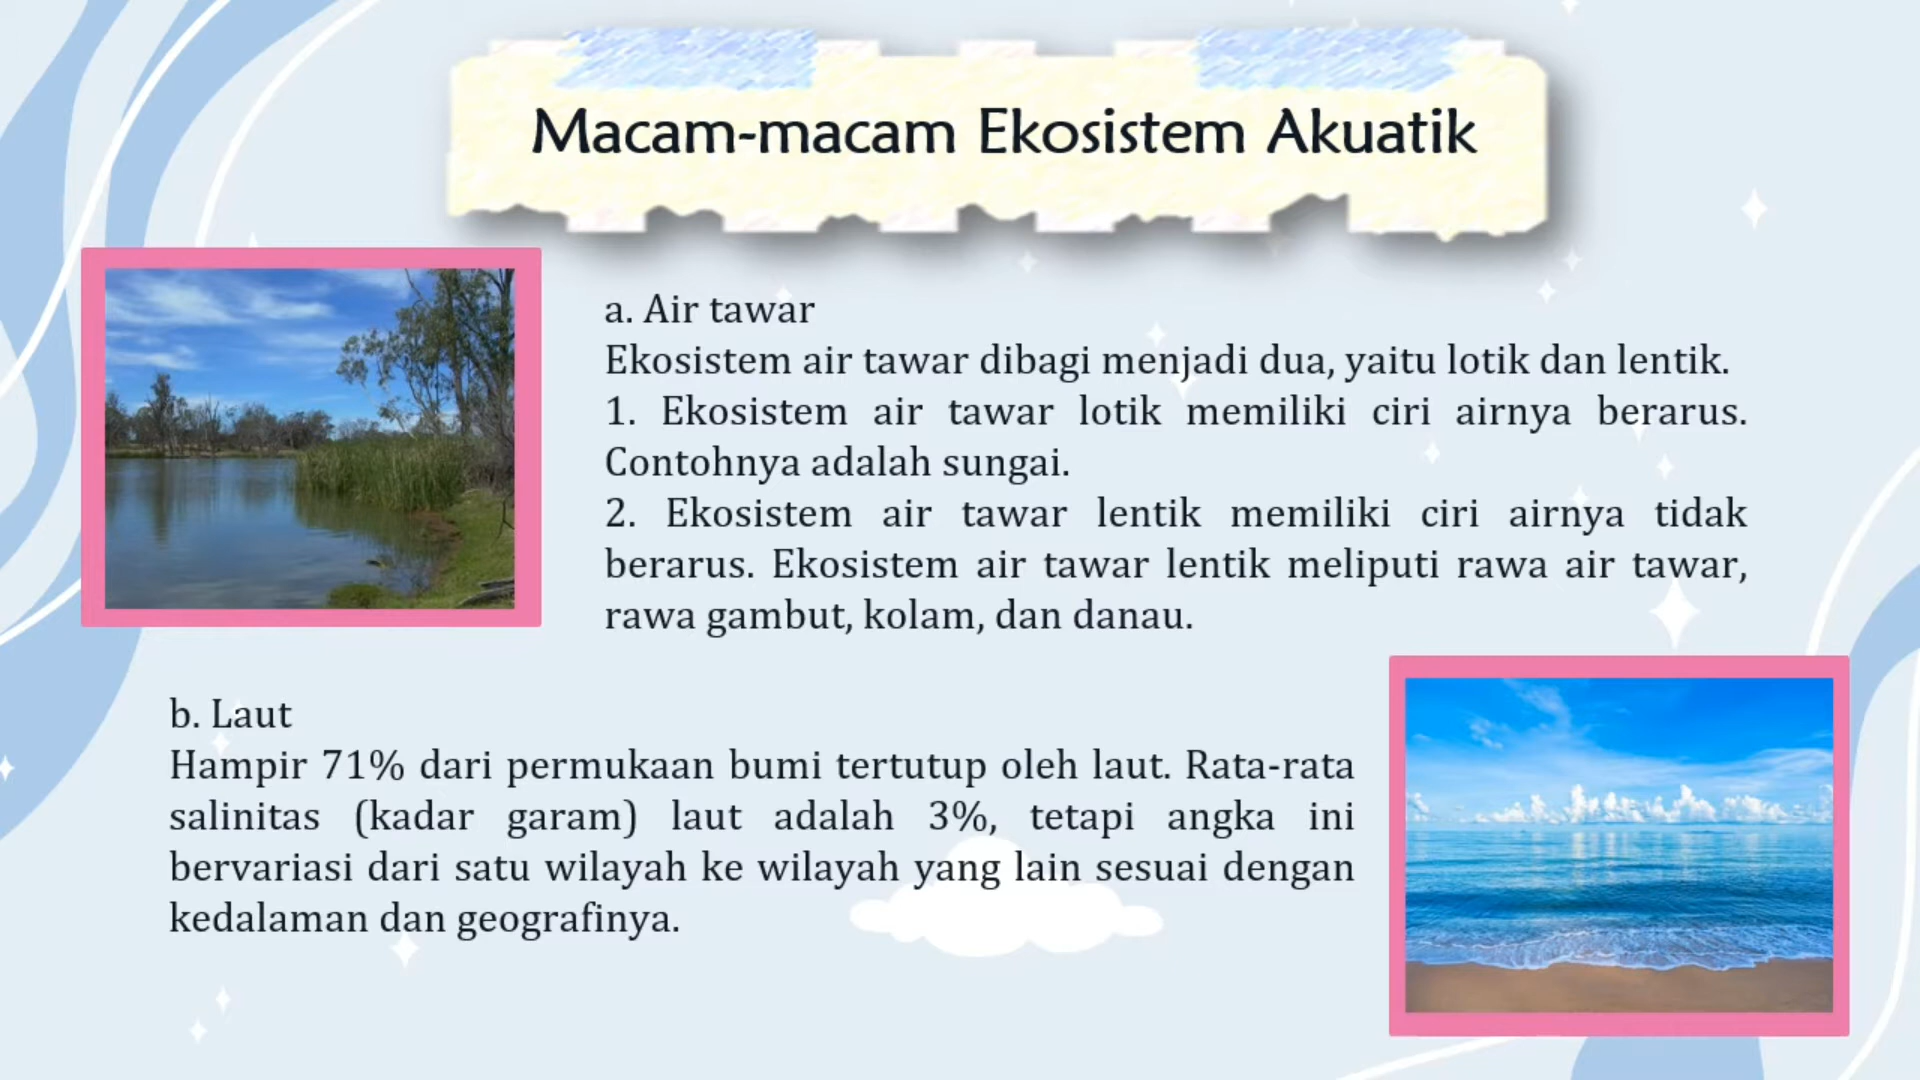 Macam-macam Ekosistem Akuatik
a. Air tawar
Ekosistem air tawar dibagi menjadi dua, yaitu lotik dan lentik.
1. Ekosistem air tawar lotik memiliki ciri airnya berarus.
Contohnya adalah sungai.
2. Ekosistem air tawar lentik memiliki ciri airnya tidak
berarus. Ekosistem air tawar lentik meliputi rawa air tawar,
rawa gambut, kolam, dan danau.
b. Laut
Hampir 71% dari permukaan bumi tertutup oleh laut. Rata-rata
salinitas (kadar garam) laut adalah 3%, tetapi angka ini
bervariasi dari satu wilayah ke wilayah yang lain sesuai dengan
kedalaman dan geografinya.